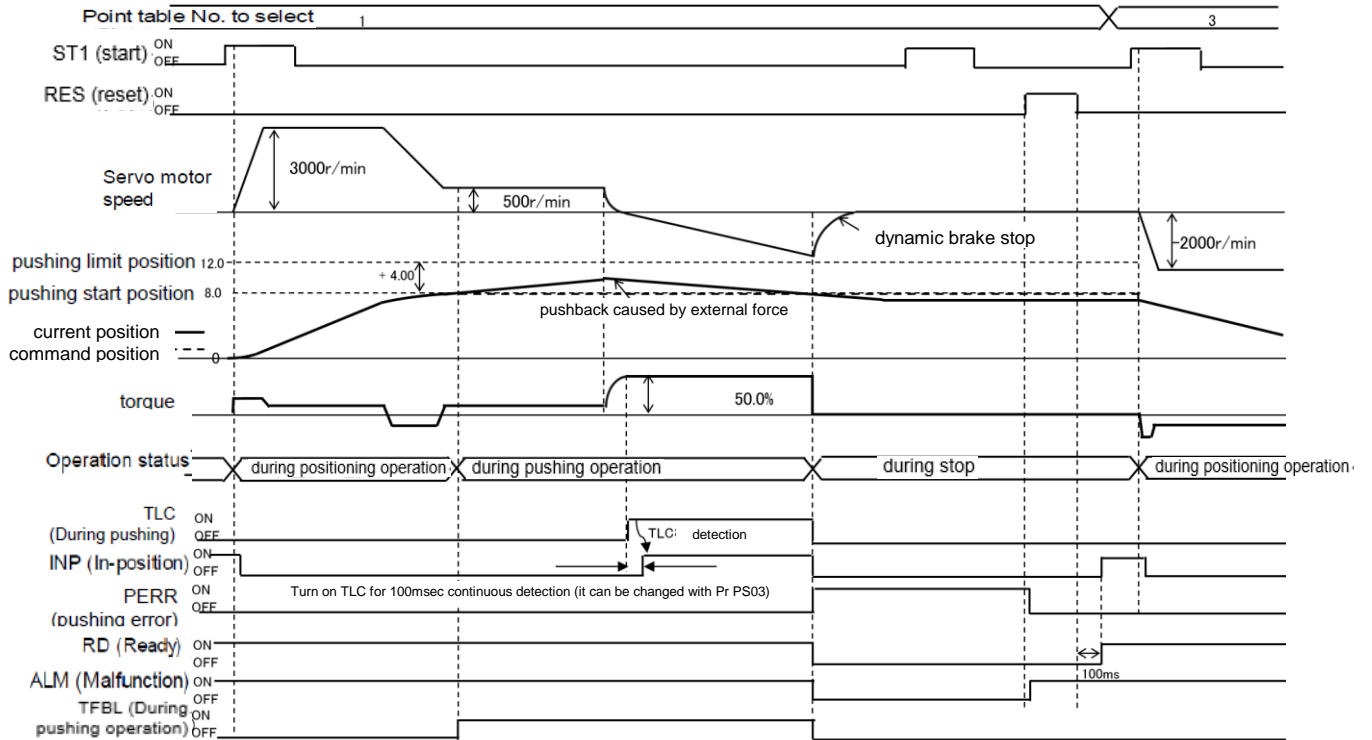 Point table No. to select
1
3
ST1 (start) ON
OFF
RES (reset) ON
OFF
3000r/min
Servo motor
speed
500r/min
dynamic brake stop
-2000r/min
pushing limit position 12.0
+ 4.00
pushing start position 8.0
pushback caused by external force
current position
command position
0
torque
50.0%
Operation status
during positioning operation
during pushing operation
during stop
during positioning operation
TLC ON
(During pushing) OFF
TLC: detection
INP (In-position) ON
OFF
Turn on TLC for 100msec continuous detection (it can be changed with Pr PS03)
PERR ON
(pushing OFF
error)
RD (Ready) ON
OFF
100ms
ALM (Malfunction) ON
OFF
TFBL (During ON
pushing operation) OFF